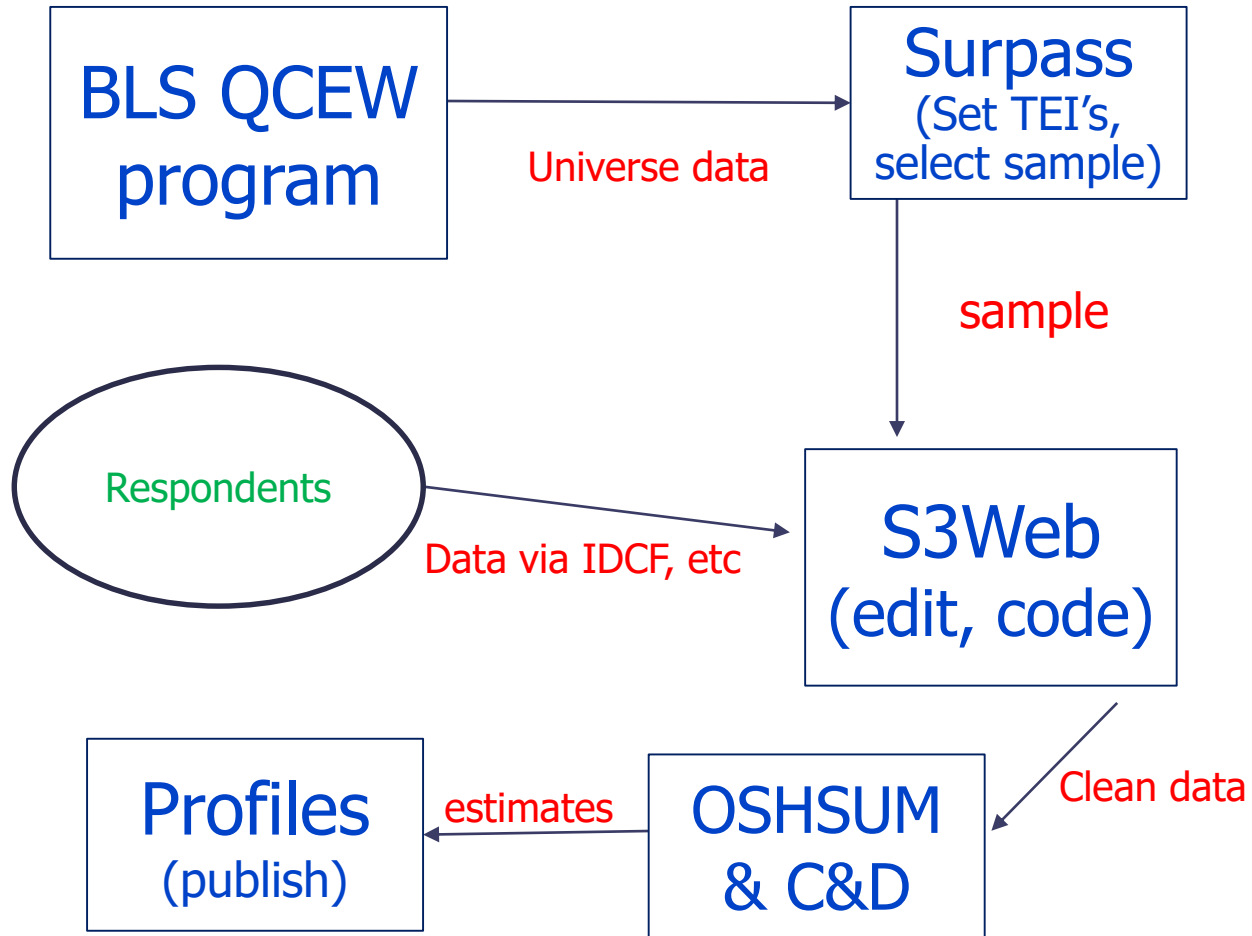 BLS QCEW
program
Universe data
Surpass
(Set TEI’s,
select sample)
sample
Respondents
Data via IDCF, etc
S3Web
(edit, code)
Clean data
OSHSUM
& C&D
estimates
Profiles
(publish)